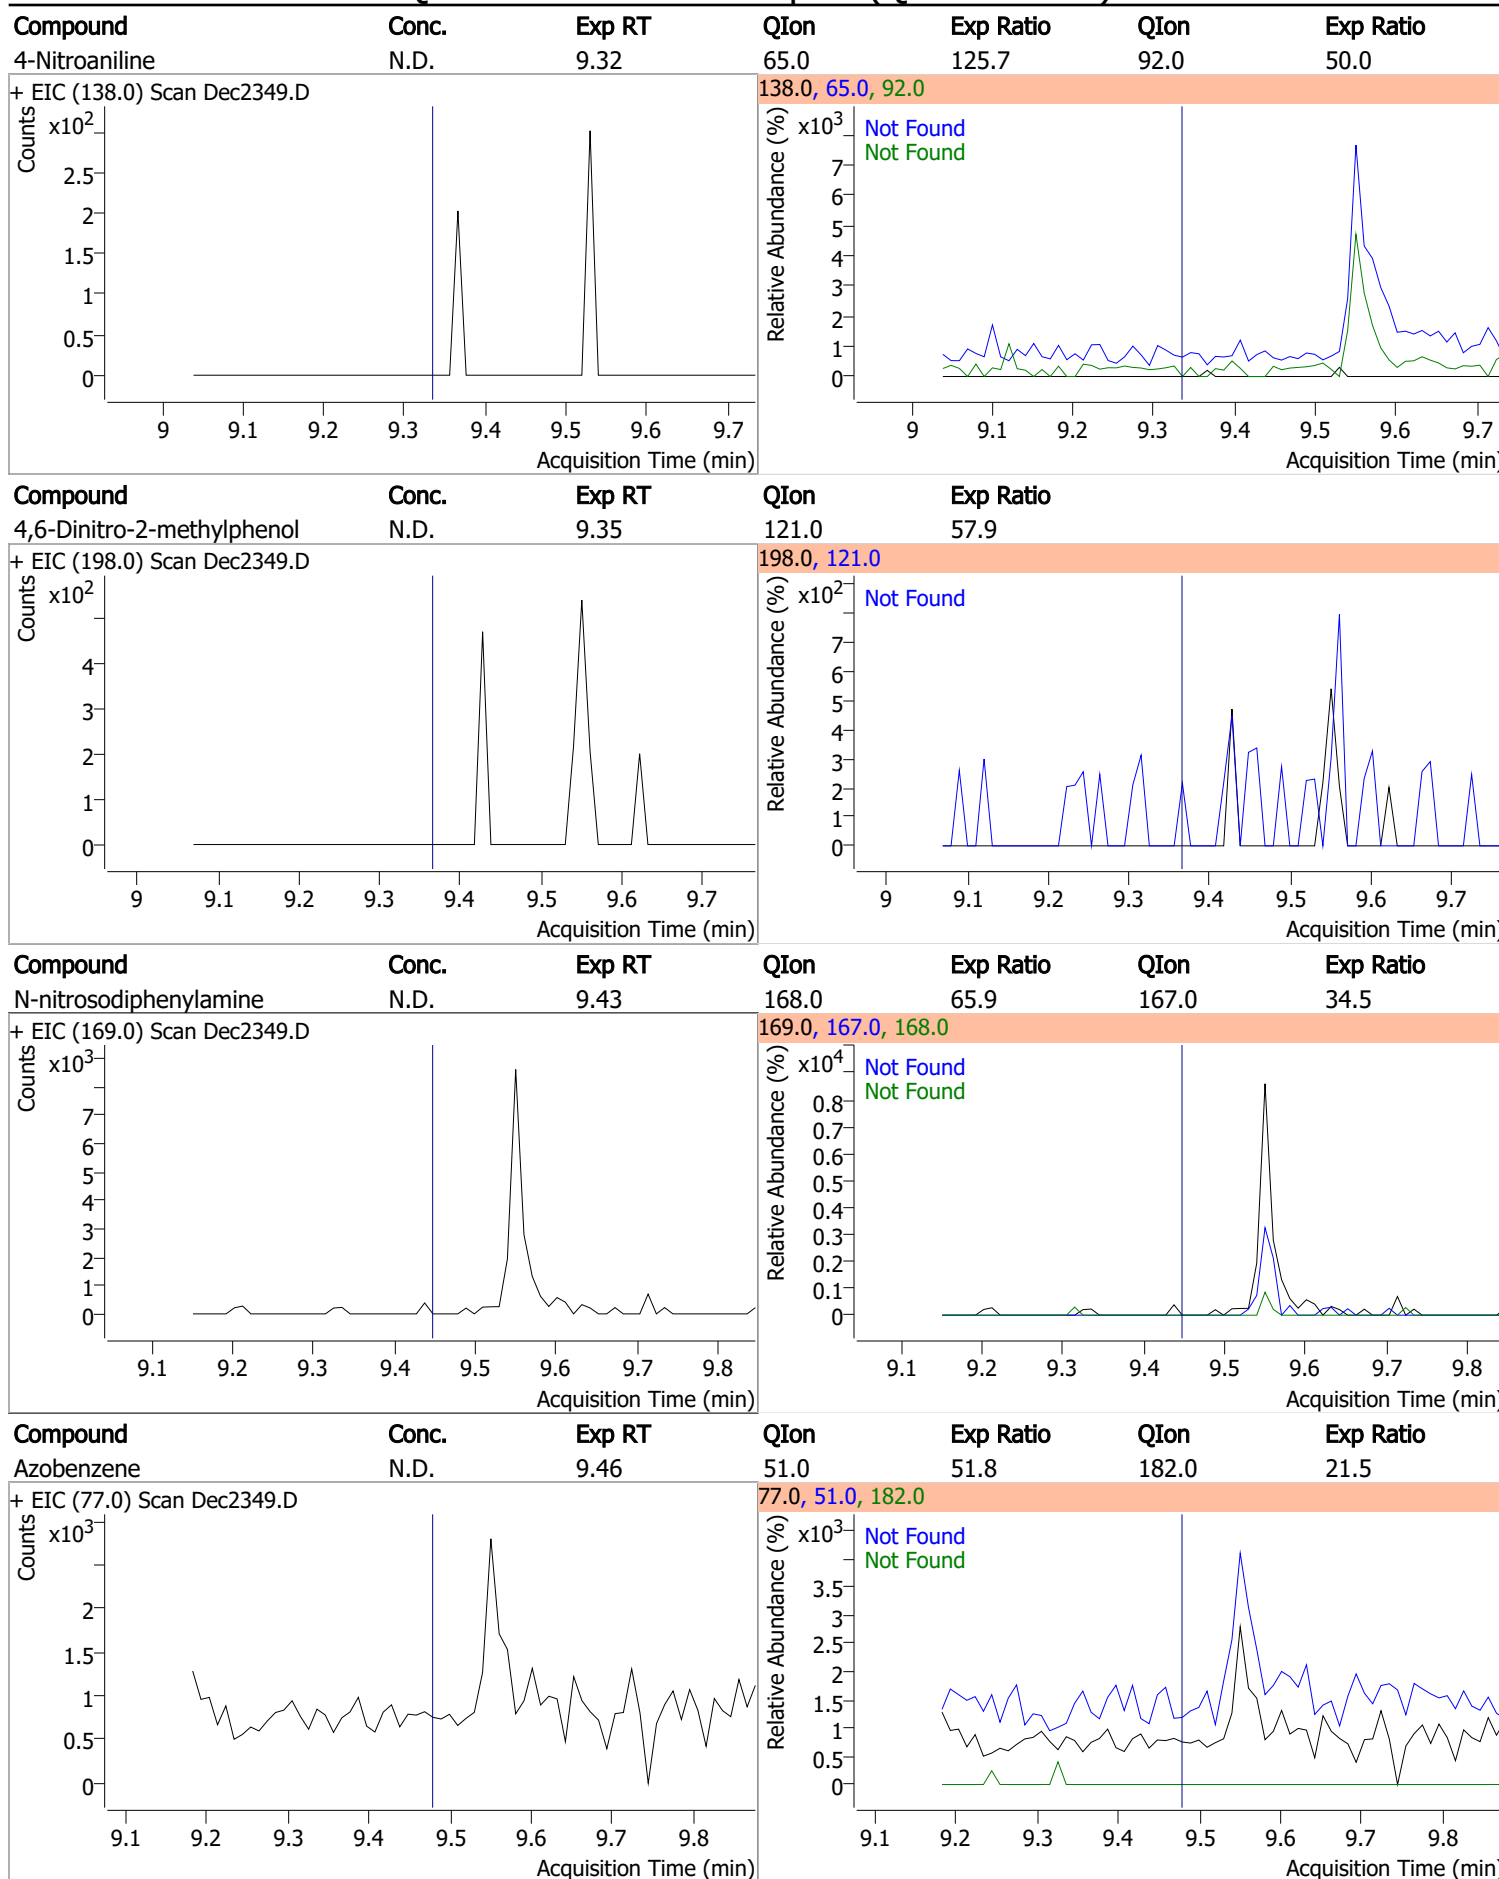 Compound Conc. Exp RT QIon Exp Ratio QIon Exp Ratio
4-Nitroaniline N.D. 9.32 65.0 125.7 92.0 50.0
+ EIC (138.0) Scan Dec2349.D
138.0, 65.0, 92.0
Counts
x10²
2.5
2
1.5
1
0.5
0
9 9.1 9.2 9.3 9.4 9.5 9.6 9.7
Acquisition Time (min)
Relative Abundance (%)
x10³
Not Found
Not Found
7
6
5
4
3
2
1
0
9 9.1 9.2 9.3 9.4 9.5 9.6 9.7
Acquisition Time (min)
Compound Conc. Exp RT QIon Exp Ratio
4,6-Dinitro-2-methylphenol N.D. 9.35 121.0 57.9
+ EIC (198.0) Scan Dec2349.D
198.0, 121.0
Counts
x10²
4
3
2
1
0
9 9.1 9.2 9.3 9.4 9.5 9.6 9.7
Acquisition Time (min)
Relative Abundance (%)
x10²
Not Found
7
6
5
4
3
2
1
0
9 9.1 9.2 9.3 9.4 9.5 9.6 9.7
Acquisition Time (min)
Compound Conc. Exp RT QIon Exp Ratio QIon Exp Ratio
N-nitrosodiphenylamine N.D. 9.43 168.0 65.9 167.0 34.5
+ EIC (169.0) Scan Dec2349.D
169.0, 167.0, 168.0
Counts
x10³
7
6
5
4
3
2
1
0
9.1 9.2 9.3 9.4 9.5 9.6 9.7 9.8
Acquisition Time (min)
Relative Abundance (%)
x10⁴
Not Found
Not Found
0.8
0.7
0.6
0.5
0.4
0.3
0.2
0.1
0
9.1 9.2 9.3 9.4 9.5 9.6 9.7 9.8
Acquisition Time (min)
Compound Conc. Exp RT QIon Exp Ratio QIon Exp Ratio
Azobenzene N.D. 9.46 51.0 51.8 182.0 21.5
+ EIC (77.0) Scan Dec2349.D
77.0, 51.0, 182.0
Counts
x10³
2
1.5
1
0.5
0
9.1 9.2 9.3 9.4 9.5 9.6 9.7 9.8
Acquisition Time (min)
Relative Abundance (%)
x10³
Not Found
Not Found
3.5
3
2.5
2
1.5
1
0.5
0
9.1 9.2 9.3 9.4 9.5 9.6 9.7 9.8
Acquisition Time (min)